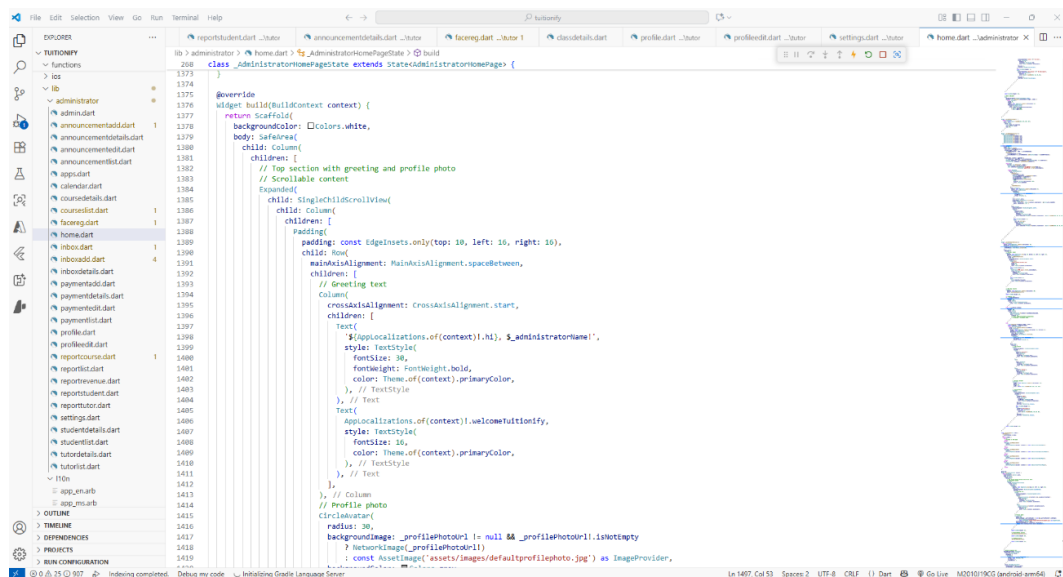 File Edit Selection View Go Run Terminal Help
tuitionify
EXPLORER
TUITIONIFY
functions
ios
lib
administrator
admin.dart
announcementadd.dart 1
announcementdetails.dart
announcementedit.dart
announcementlist.dart
apps.dart
calendar.dart
coursedetails.dart
courseslist.dart 1
facereg.dart 1
home.dart
inbox.dart 1
inboxadd.dart 4
inboxdetails.dart
paymentadd.dart
paymentdetails.dart
paymentedit.dart
paymentlist.dart
profile.dart
profileedit.dart
reportcourse.dart 1
reportlist.dart
reportrevenue.dart
reportstudent.dart
reporttutor.dart
settings.dart
studentdetails.dart
studentlist.dart
tutordetails.dart
tutorlist.dart
l10n
app_en.arb
app_ms.arb
OUTLINE
TIMELINE
DEPENDENCIES
PROJECTS
RUN CONFIGURATION
reportstudent.dart ...\tutor announcementdetails.dart ...\tutor facereg.dart ...\tutor 1 classdetails.dart profile.dart ...\tutor profileedit.dart ...\tutor settings.dart ...\tutor home.dart ...\administrator
lib > administrator > home.dart > _AdministratorHomePageState > build
268 class _AdministratorHomePageState extends State<AdministratorHomePage> {
1373 }
1374
1375 @override
1376 Widget build(BuildContext context) {
1377 return Scaffold(
1378 backgroundColor: Colors.white,
1379 body: SafeArea(
1380 child: Column(
1381 children: [
1382 // Top section with greeting and profile photo
1383 // Scrollable content
1384 Expanded(
1385 child: SingleChildScrollView(
1386 child: Column(
1387 children: [
1388 Padding(
1389 padding: const EdgeInsets.only(top: 10, left: 16, right: 16),
1390 child: Row(
1391 mainAxisAlignment: MainAxisAlignment.spaceBetween,
1392 children: [
1393 // Greeting text
1394 Column(
1395 crossAxisAlignment: CrossAxisAlignment.start,
1396 children: [
1397 Text(
1398 '${AppLocalizations.of(context)!.hi}, $_administratorName!',
1399 style: TextStyle(
1400 fontSize: 30,
1401 fontWeight: FontWeight.bold,
1402 color: Theme.of(context).primaryColor,
1403 ), // TextStyle
1404 ), // Text
1405 Text(
1406 AppLocalizations.of(context)!.welcomeTuitionify,
1407 style: TextStyle(
1408 fontSize: 16,
1409 color: Theme.of(context).primaryColor,
1410 ), // TextStyle
1411 ), // Text
1412 ],
1413 ), // Column
1414 // Profile photo
1415 CircleAvatar(
1416 radius: 30,
1417 backgroundImage: _profilePhotoUrl != null && _profilePhotoUrl!.isNotEmpty
1418 ? NetworkImage(_profilePhotoUrl!)
1419 : const AssetImage('assets/images/defaultprofilephoto.jpg') as ImageProvider,
0 25 907 Indexing completed. Debug my code Initializing Gradle Language Server Ln 1497, Col 53 Spaces: 2 UTF-8 CRLF {} Dart Go Live M2010J19CG (android-arm64)